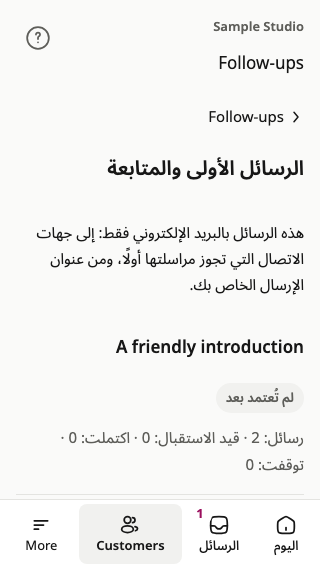 Sample Studio
Follow-ups
Follow-ups
الرسائل الأولى والمتابعة
هذه الرسائل بالبريد الإلكتروني فقط: إلى جهات
الاتصال التي تجوز مراسلتها أولًا، ومن عنوان
الإرسال الخاص بك.
A friendly introduction
لم تُعتمد بعد
رسائل: 2 · قيد الاستقبال: 0 · اكتملت: 0 ·
توقفت: 0
اليوم
الرسائل 1
Customers
More